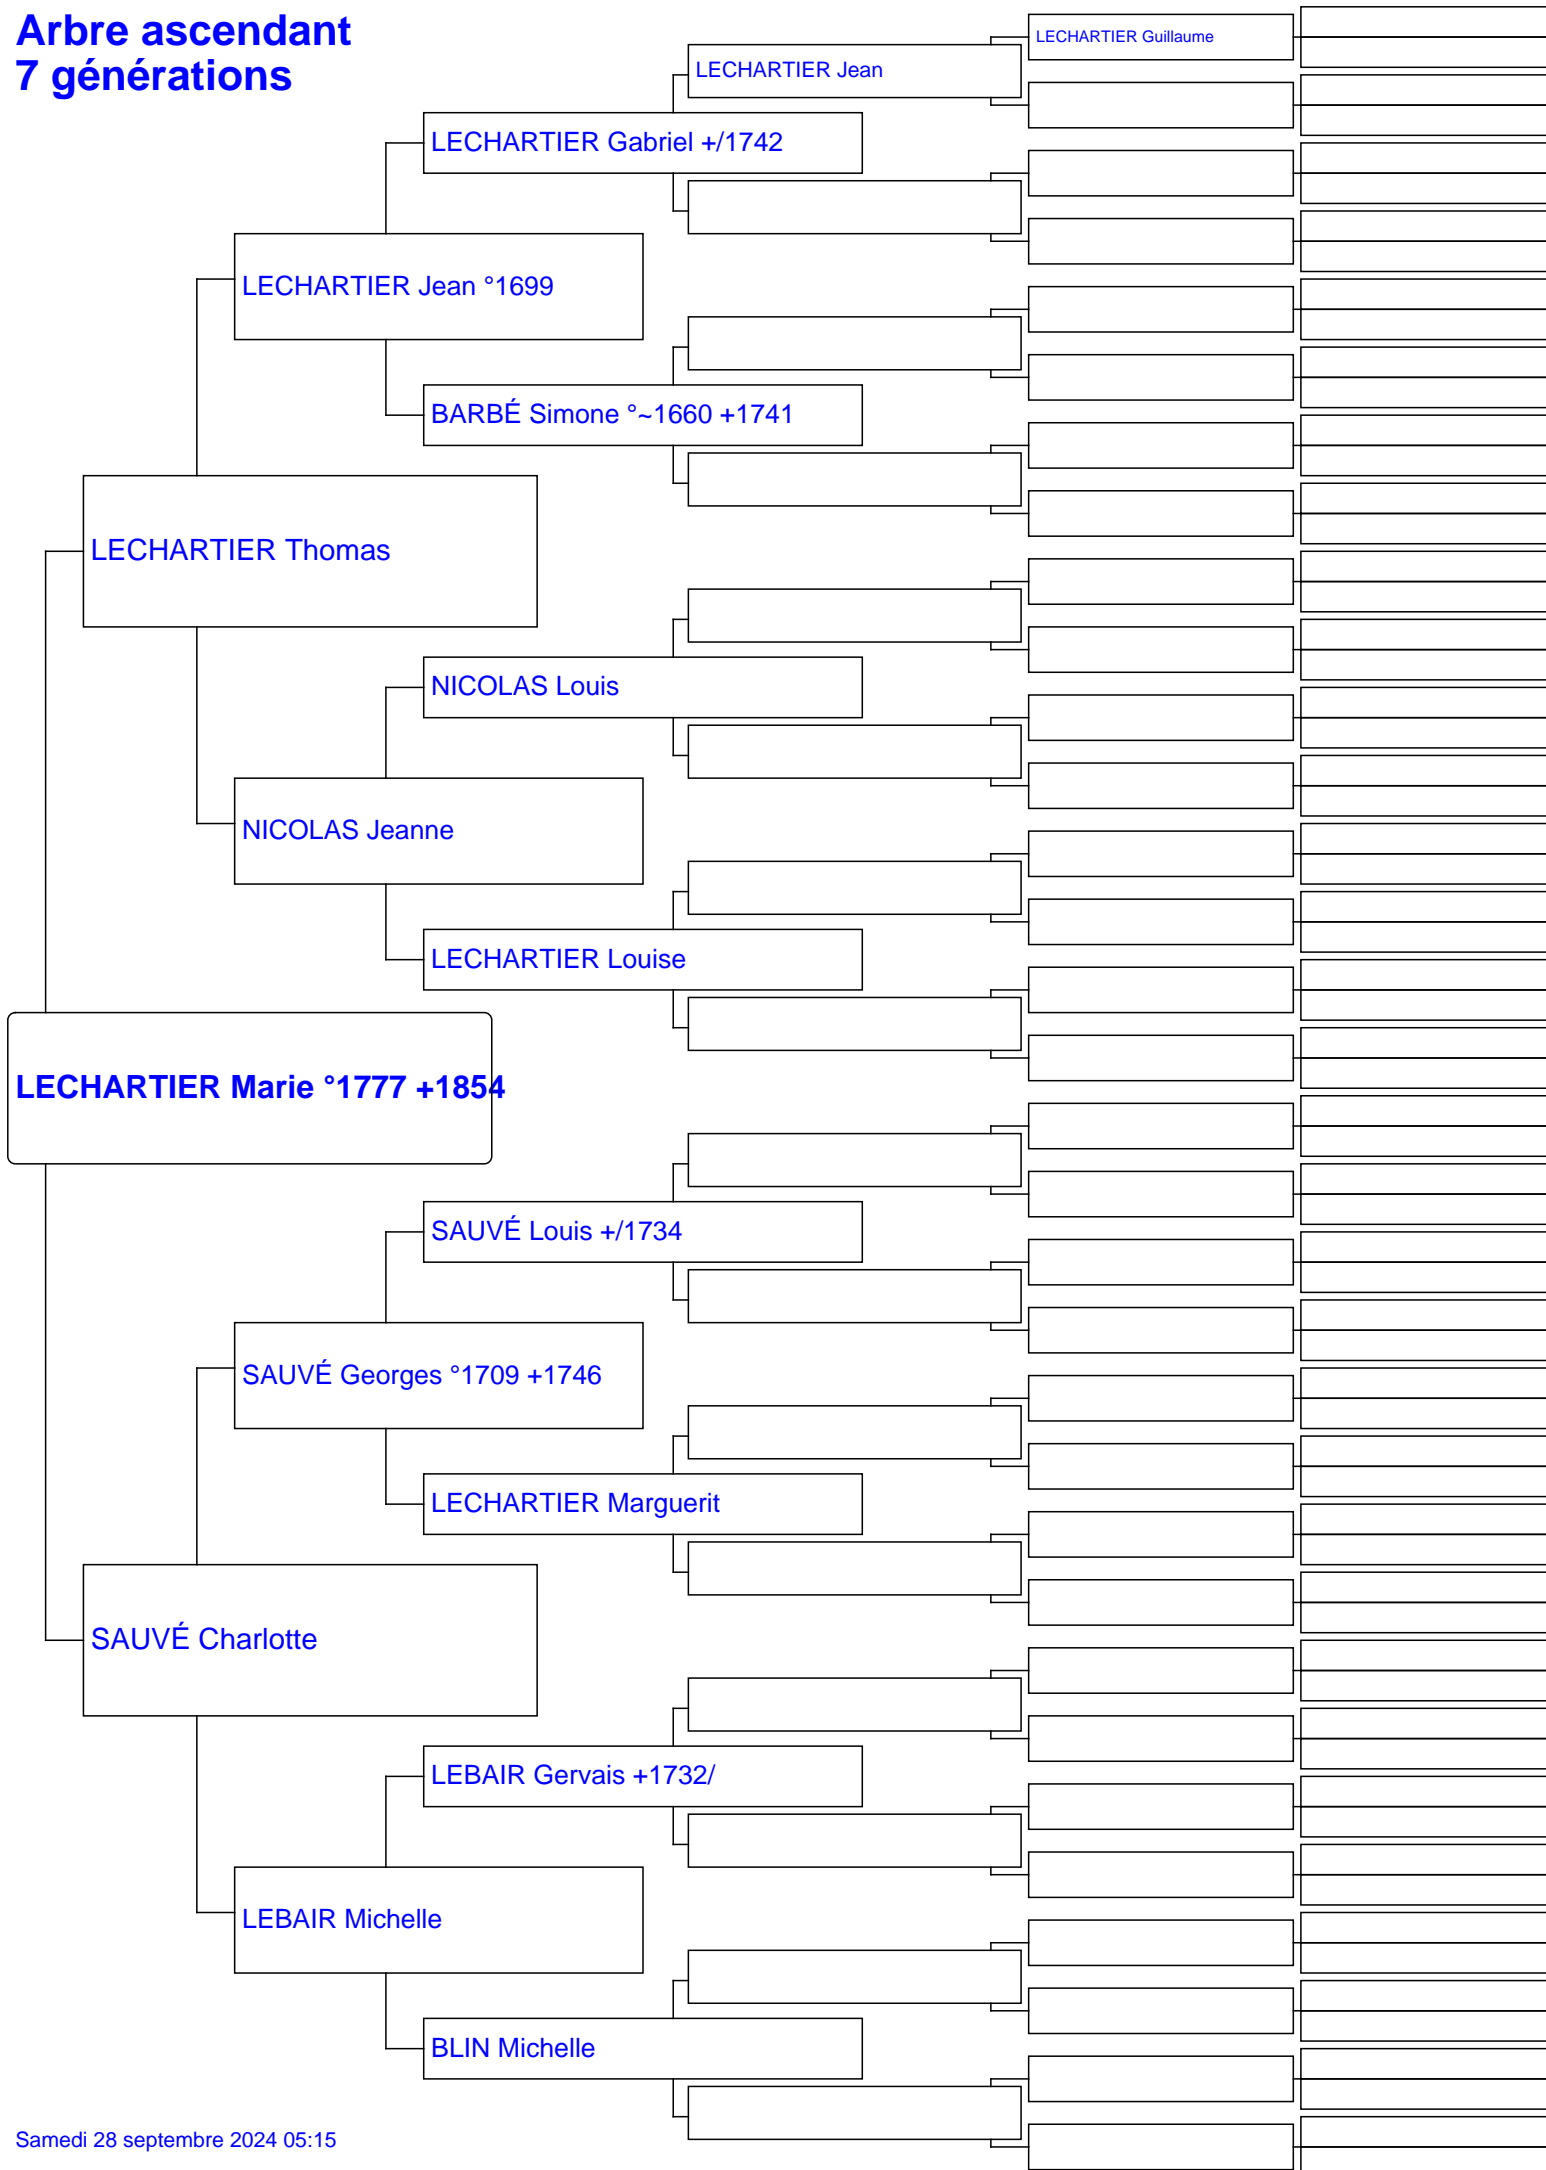 Arbre ascendant
7 générations
LECHARTIER Guillaume
LECHARTIER Jean
LECHARTIER Gabriel +/1742
LECHARTIER Jean °1699
BARBÉ Simone °~1660 +1741
LECHARTIER Thomas
NICOLAS Louis
NICOLAS Jeanne
LECHARTIER Louise
LECHARTIER Marie °1777 +1854
SAUVÉ Louis +/1734
SAUVÉ Georges °1709 +1746
LECHARTIER Marguerit
SAUVÉ Charlotte
LEBAIR Gervais +1732/
LEBAIR Michelle
BLIN Michelle
Samedi 28 septembre 2024 05:15